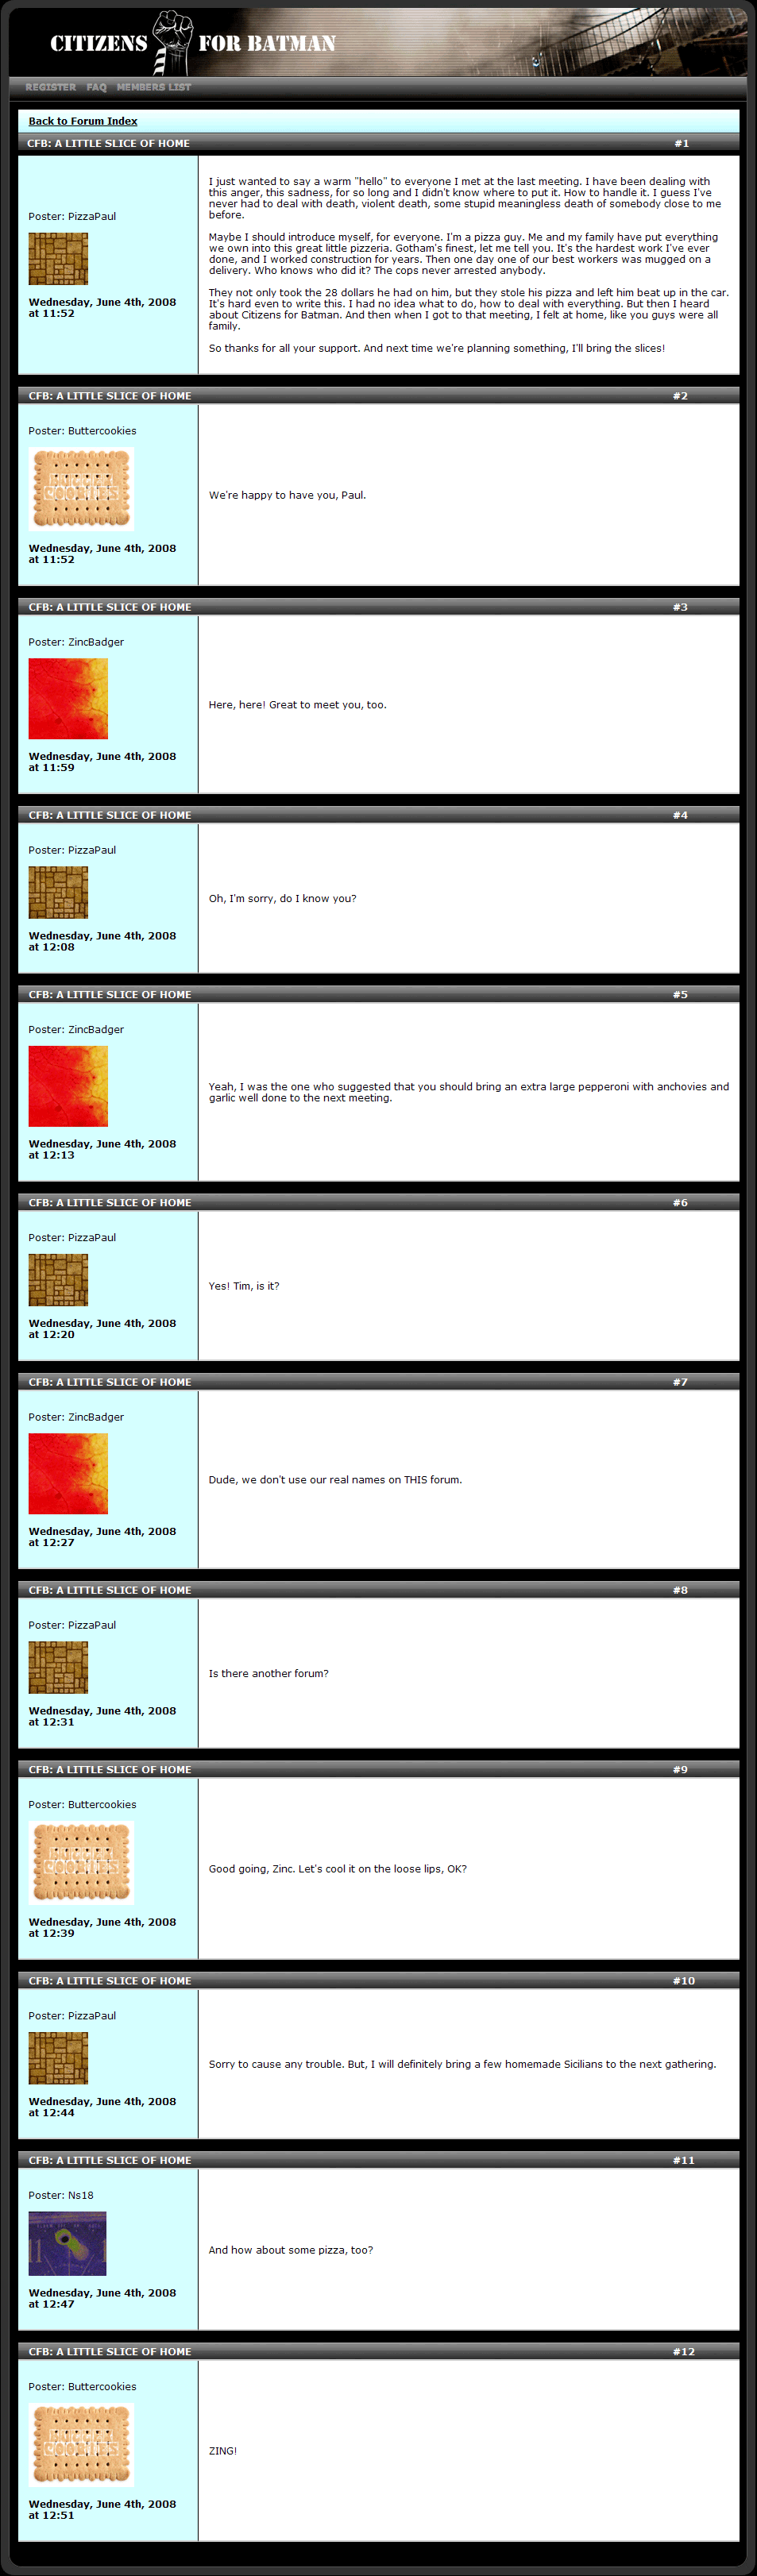 CITIZENS FOR BATMAN
REGISTER FAQ MEMBERS LIST
Back to Forum Index
CFB: A LITTLE SLICE OF HOME #1
Poster: PizzaPaul
Wednesday, June 4th, 2008
at 11:52
I just wanted to say a warm "hello" to everyone I met at the last meeting. I have been dealing with
this anger, this sadness, for so long and I didn't know where to put it. How to handle it. I guess I've
never had to deal with death, violent death, some stupid meaningless death of somebody close to me
before.
Maybe I should introduce myself, for everyone. I'm a pizza guy. Me and my family have put everything
we own into this great little pizzeria. Gotham's finest, let me tell you. It's the hardest work I've ever
done, and I worked construction for years. Then one day one of our best workers was mugged on a
delivery. Who knows who did it? The cops never arrested anybody.
They not only took the 28 dollars he had on him, but they stole his pizza and left him beat up in the car.
It's hard even to write this. I had no idea what to do, how to deal with everything. But then I heard
about Citizens for Batman. And then when I got to that meeting, I felt at home, like you guys were all
family.
So thanks for all your support. And next time we're planning something, I'll bring the slices!
CFB: A LITTLE SLICE OF HOME #2
Poster: Buttercookies
Wednesday, June 4th, 2008
at 11:52
We're happy to have you, Paul.
CFB: A LITTLE SLICE OF HOME #3
Poster: ZincBadger
Wednesday, June 4th, 2008
at 11:59
Here, here! Great to meet you, too.
CFB: A LITTLE SLICE OF HOME #4
Poster: PizzaPaul
Wednesday, June 4th, 2008
at 12:08
Oh, I'm sorry, do I know you?
CFB: A LITTLE SLICE OF HOME #5
Poster: ZincBadger
Wednesday, June 4th, 2008
at 12:13
Yeah, I was the one who suggested that you should bring an extra large pepperoni with anchovies and
garlic well done to the next meeting.
CFB: A LITTLE SLICE OF HOME #6
Poster: PizzaPaul
Wednesday, June 4th, 2008
at 12:20
Yes! Tim, is it?
CFB: A LITTLE SLICE OF HOME #7
Poster: ZincBadger
Wednesday, June 4th, 2008
at 12:27
Dude, we don't use our real names on THIS forum.
CFB: A LITTLE SLICE OF HOME #8
Poster: PizzaPaul
Wednesday, June 4th, 2008
at 12:31
Is there another forum?
CFB: A LITTLE SLICE OF HOME #9
Poster: Buttercookies
Wednesday, June 4th, 2008
at 12:39
Good going, Zinc. Let's cool it on the loose lips, OK?
CFB: A LITTLE SLICE OF HOME #10
Poster: PizzaPaul
Wednesday, June 4th, 2008
at 12:44
Sorry to cause any trouble. But, I will definitely bring a few homemade Sicilians to the next gathering.
CFB: A LITTLE SLICE OF HOME #11
Poster: Ns18
Wednesday, June 4th, 2008
at 12:47
And how about some pizza, too?
CFB: A LITTLE SLICE OF HOME #12
Poster: Buttercookies
Wednesday, June 4th, 2008
at 12:51
ZING!